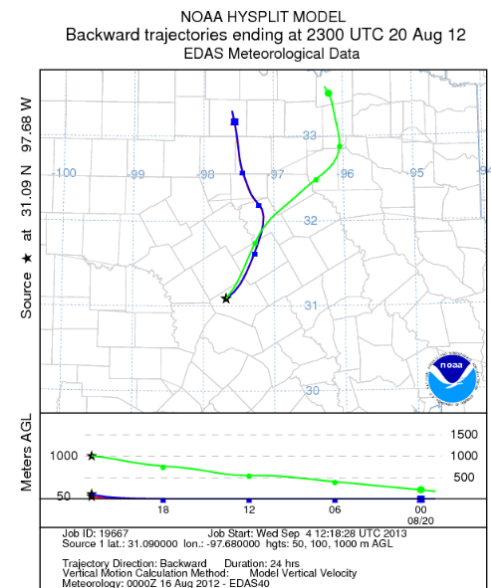 NOAA HYSPLIT MODEL
Backward trajectories ending at 2300 UTC 20 Aug 12
EDAS Meteorological Data
Source ★ at 31.09 N 97.68 W
33
-100 -99 -98 -97 -96 -95 -94
32
31
30
noaa
Meters AGL
1500
1000 1000
500
50
18 12 06 00
08/20
Job ID: 19667 Job Start: Wed Sep 4 12:18:28 UTC 2013
Source 1 lat.: 31.090000 lon.: -97.680000 hgts: 50, 100, 1000 m AGL
Trajectory Direction: Backward Duration: 24 hrs
Vertical Motion Calculation Method: Model Vertical Velocity
Meteorology: 0000Z 16 Aug 2012 - EDAS40